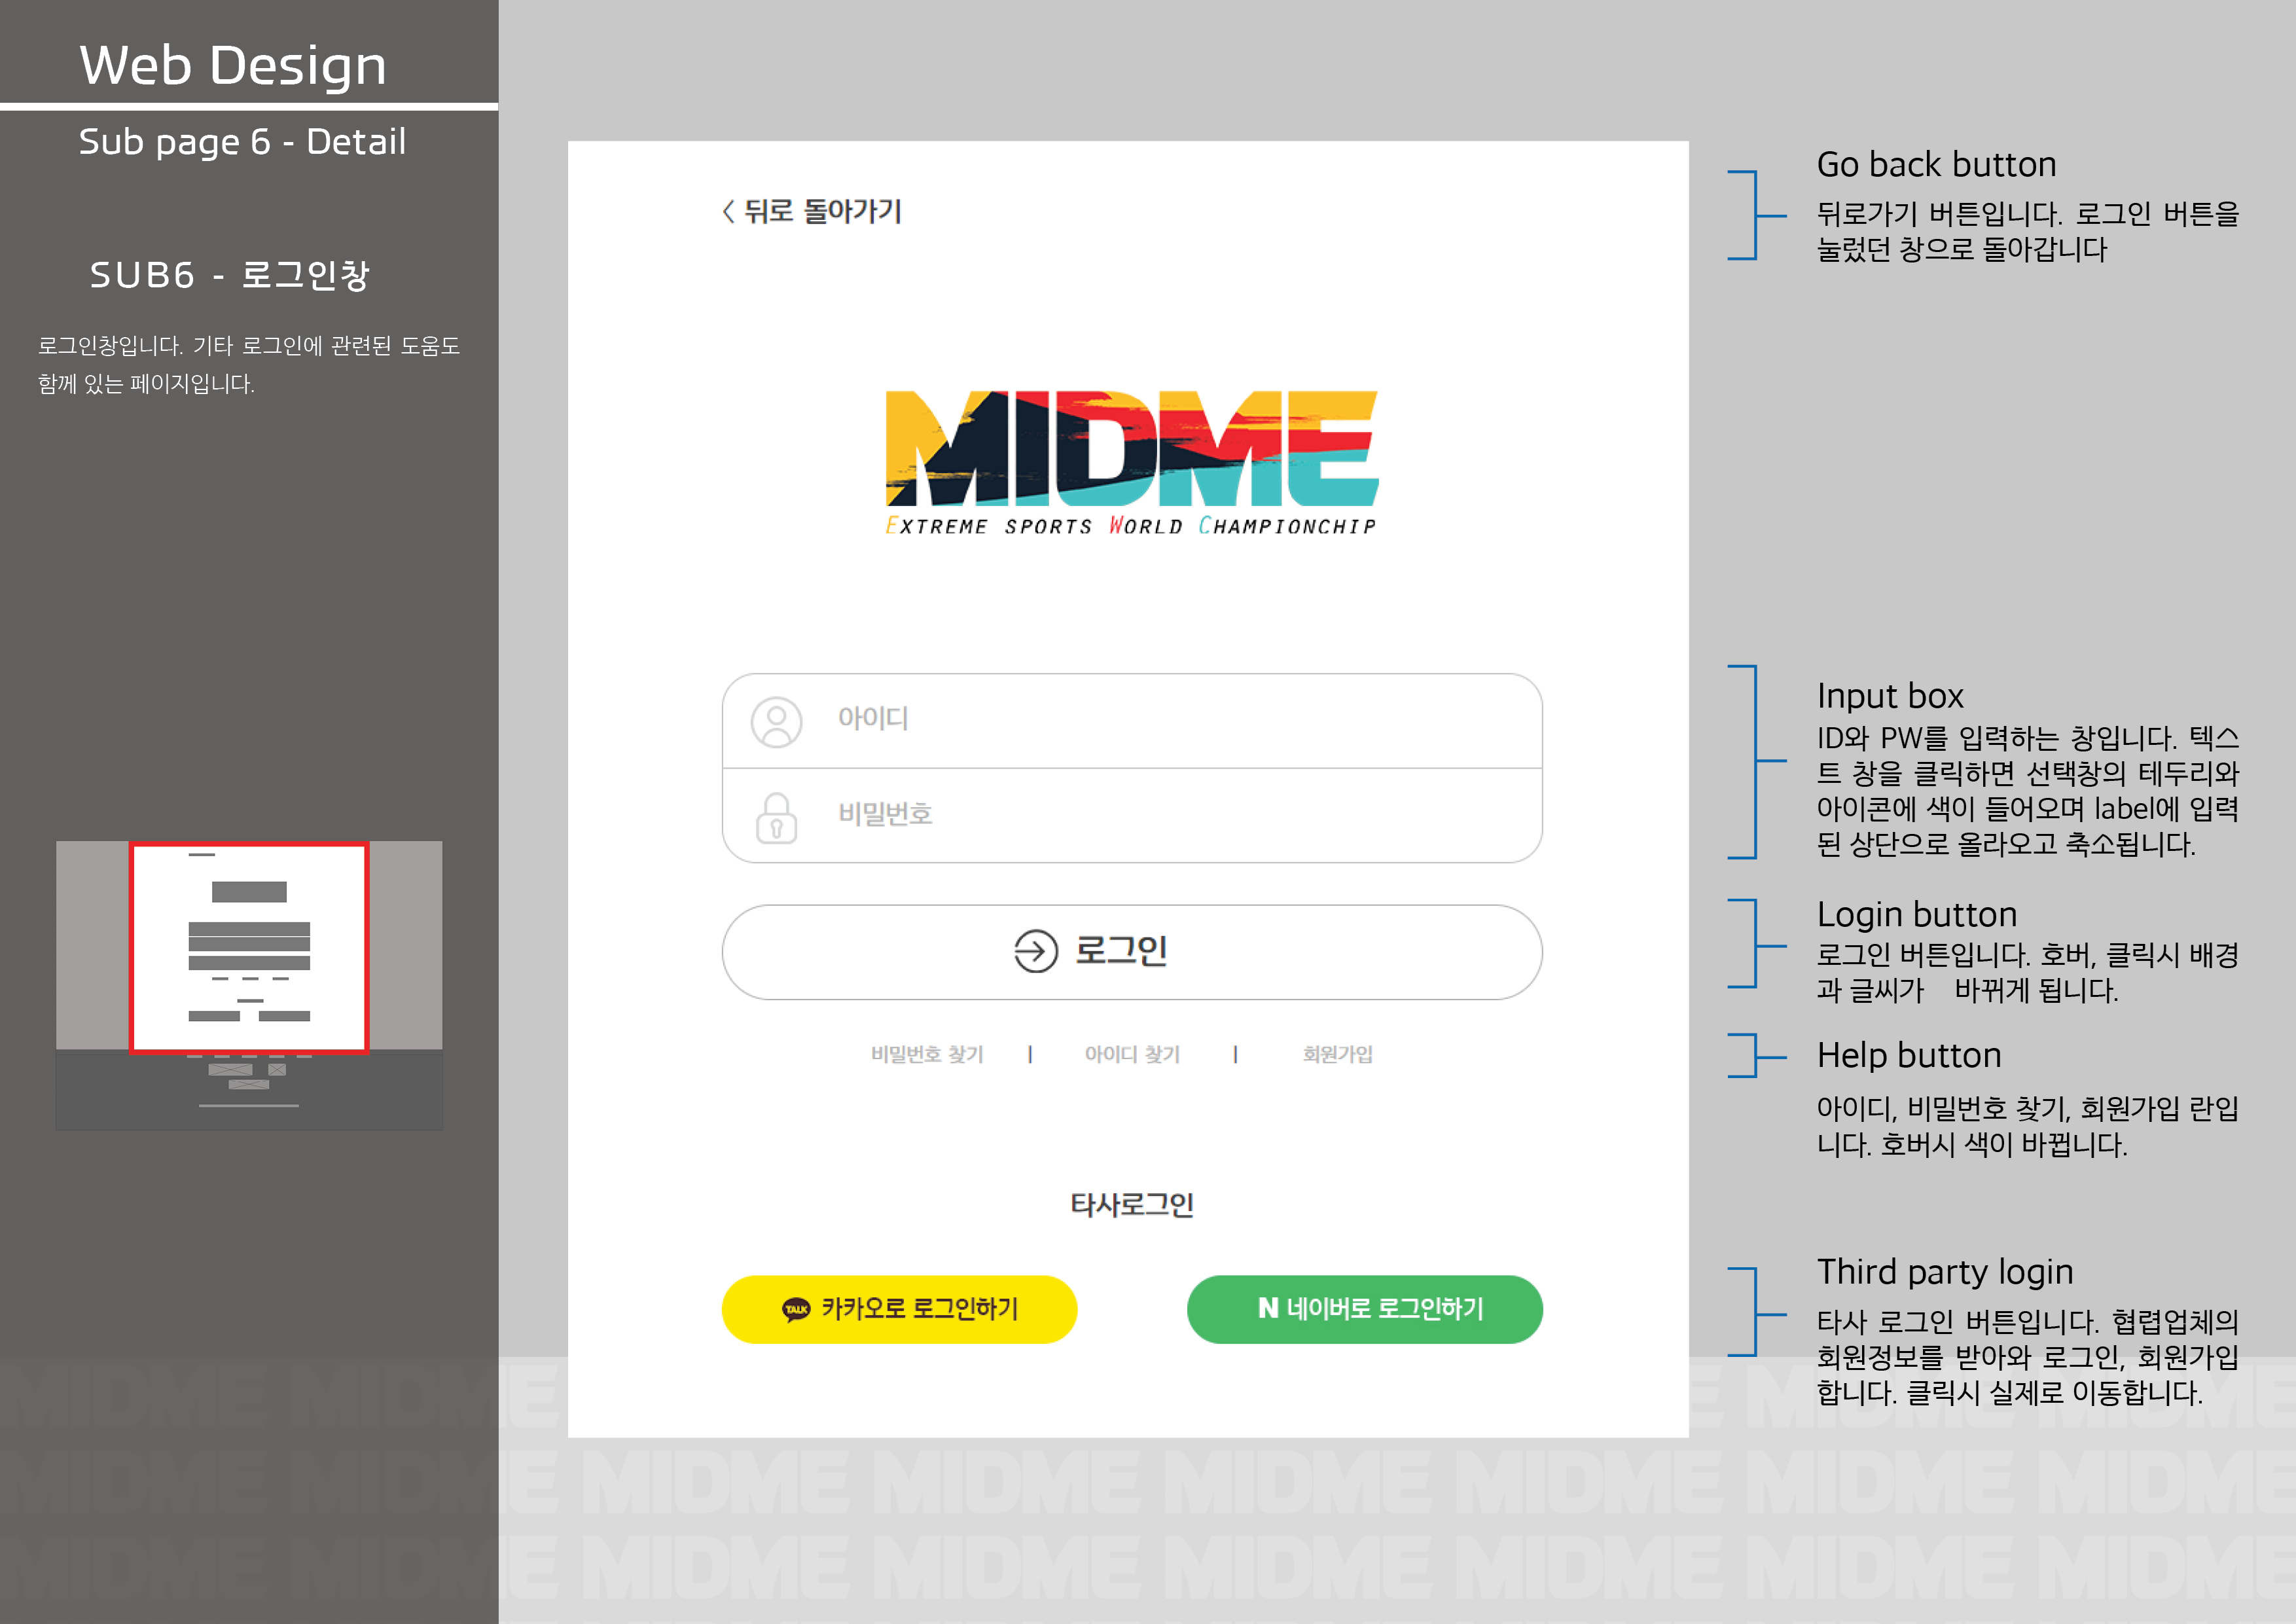 Web Design
Sub page 6 - Detail
SUB6 - 로그인창
로그인창입니다. 기타 로그인에 관련된 도움도
함께 있는 페이지입니다.
< 뒤로 돌아가기
MIDME
EXTREME SPORTS WORLD CHAMPIONCHIP
아이디
비밀번호
로그인
비밀번호 찾기 | 아이디 찾기 | 회원가입
타사로그인
TALK 카카오로 로그인하기
N 네이버로 로그인하기
Go back button
뒤로가기 버튼입니다. 로그인 버튼을
눌렀던 창으로 돌아갑니다
Input box
ID와 PW를 입력하는 창입니다. 텍스
트 창을 클릭하면 선택창의 테두리와
아이콘에 색이 들어오며 label에 입력
된 상단으로 올라오고 축소됩니다.
Login button
로그인 버튼입니다. 호버, 클릭시 배경
과 글씨가 바뀌게 됩니다.
Help button
아이디, 비밀번호 찾기, 회원가입 란입
니다. 호버시 색이 바뀝니다.
Third party login
타사 로그인 버튼입니다. 협렵업체의
회원정보를 받아와 로그인, 회원가입
합니다. 클릭시 실제로 이동합니다.
MIDME MIDME MIDME MIDME
MIDME MIDME MIDME MIDME MIDME MIDME MIDME MIDME
MIDME MIDME MIDME MIDME MIDME MIDME MIDME MIDME